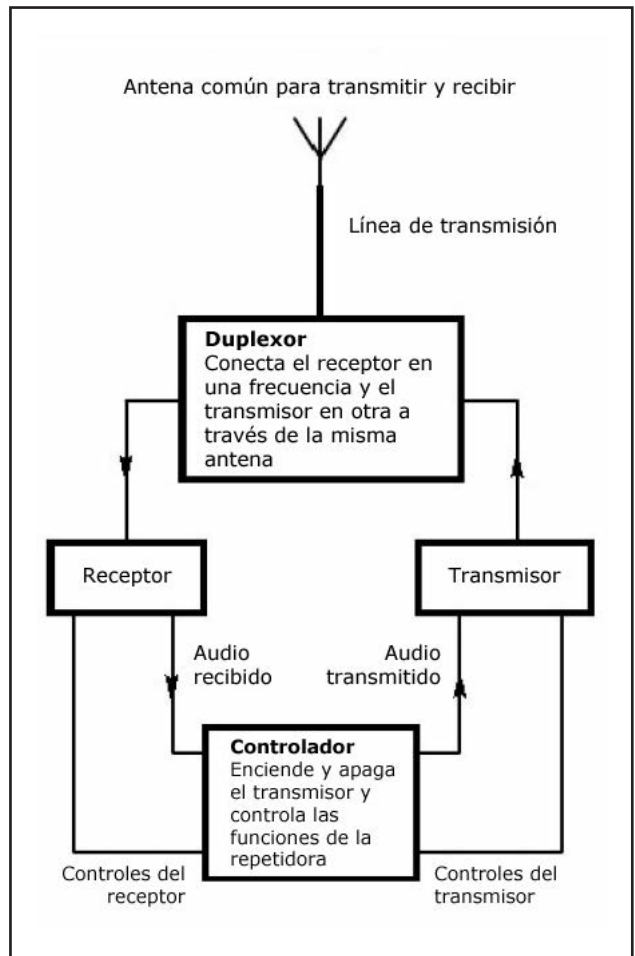 Antena común para transmitir y recibir
Línea de transmisión
Duplexor
Conecta el receptor en
una frecuencia y el
transmisor en otra a
través de la misma
antena
Receptor
Transmisor
Audio
recibido
Audio
transmitido
Controlador
Enciende y apaga
el transmisor y
controla las
funciones de la
repetidora
Controles del
receptor
Controles del
transmisor